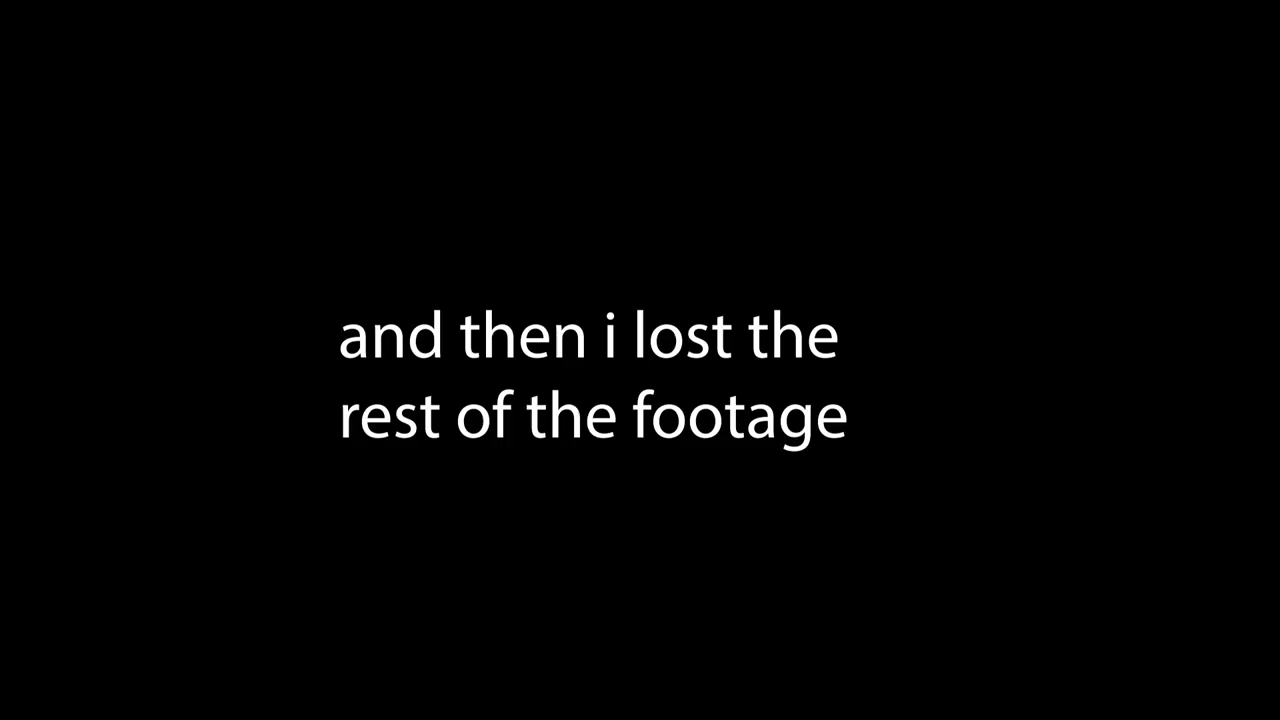 and then i lost the
rest of the footage